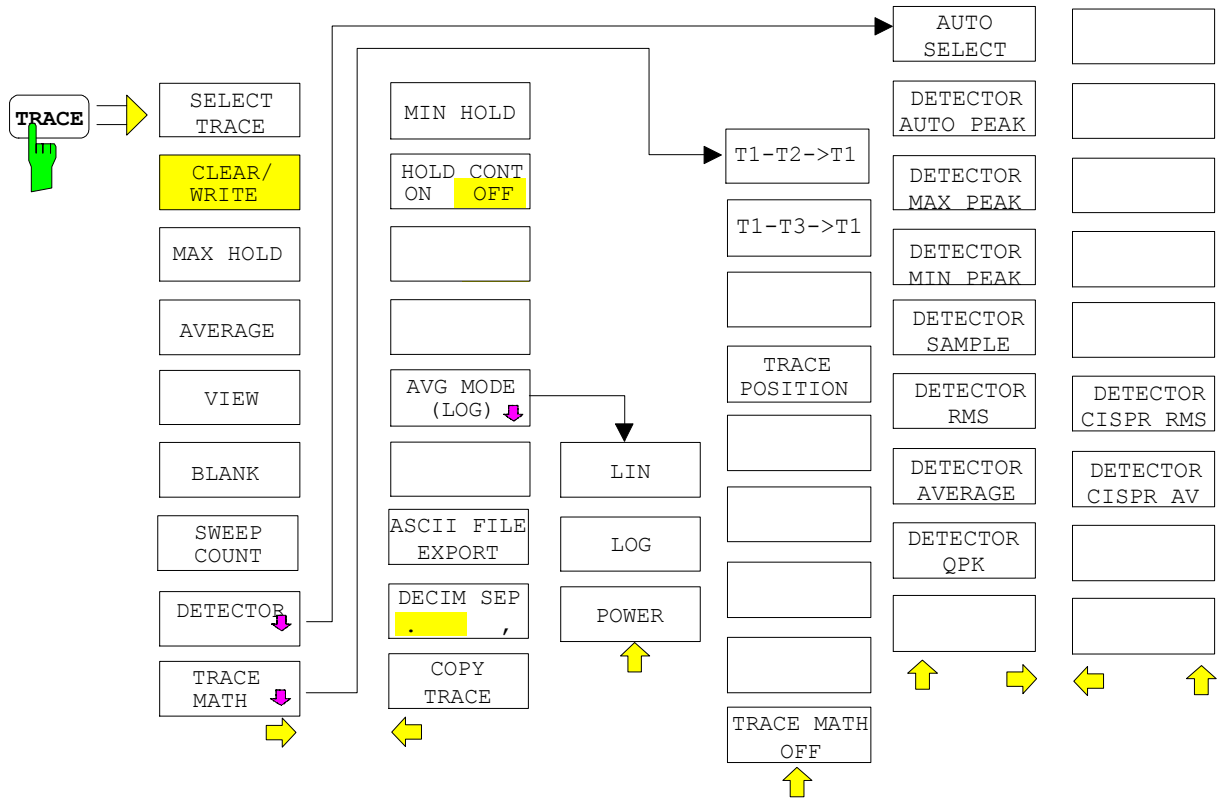 TRACE
SELECT
TRACE
CLEAR/
WRITE
MAX HOLD
AVERAGE
VIEW
BLANK
SWEEP
COUNT
DETECTOR
TRACE
MATH
MIN HOLD
HOLD CONT
ON OFF
AVG MODE
(LOG)
ASCII FILE
EXPORT
DECIM SEP
. ,
COPY
TRACE
LIN
LOG
POWER
T1-T2->T1
T1-T3->T1
TRACE
POSITION
TRACE MATH
OFF
AUTO
SELECT
DETECTOR
AUTO PEAK
DETECTOR
MAX PEAK
DETECTOR
MIN PEAK
DETECTOR
SAMPLE
DETECTOR
RMS
DETECTOR
AVERAGE
DETECTOR
QPK
DETECTOR
CISPR RMS
DETECTOR
CISPR AV